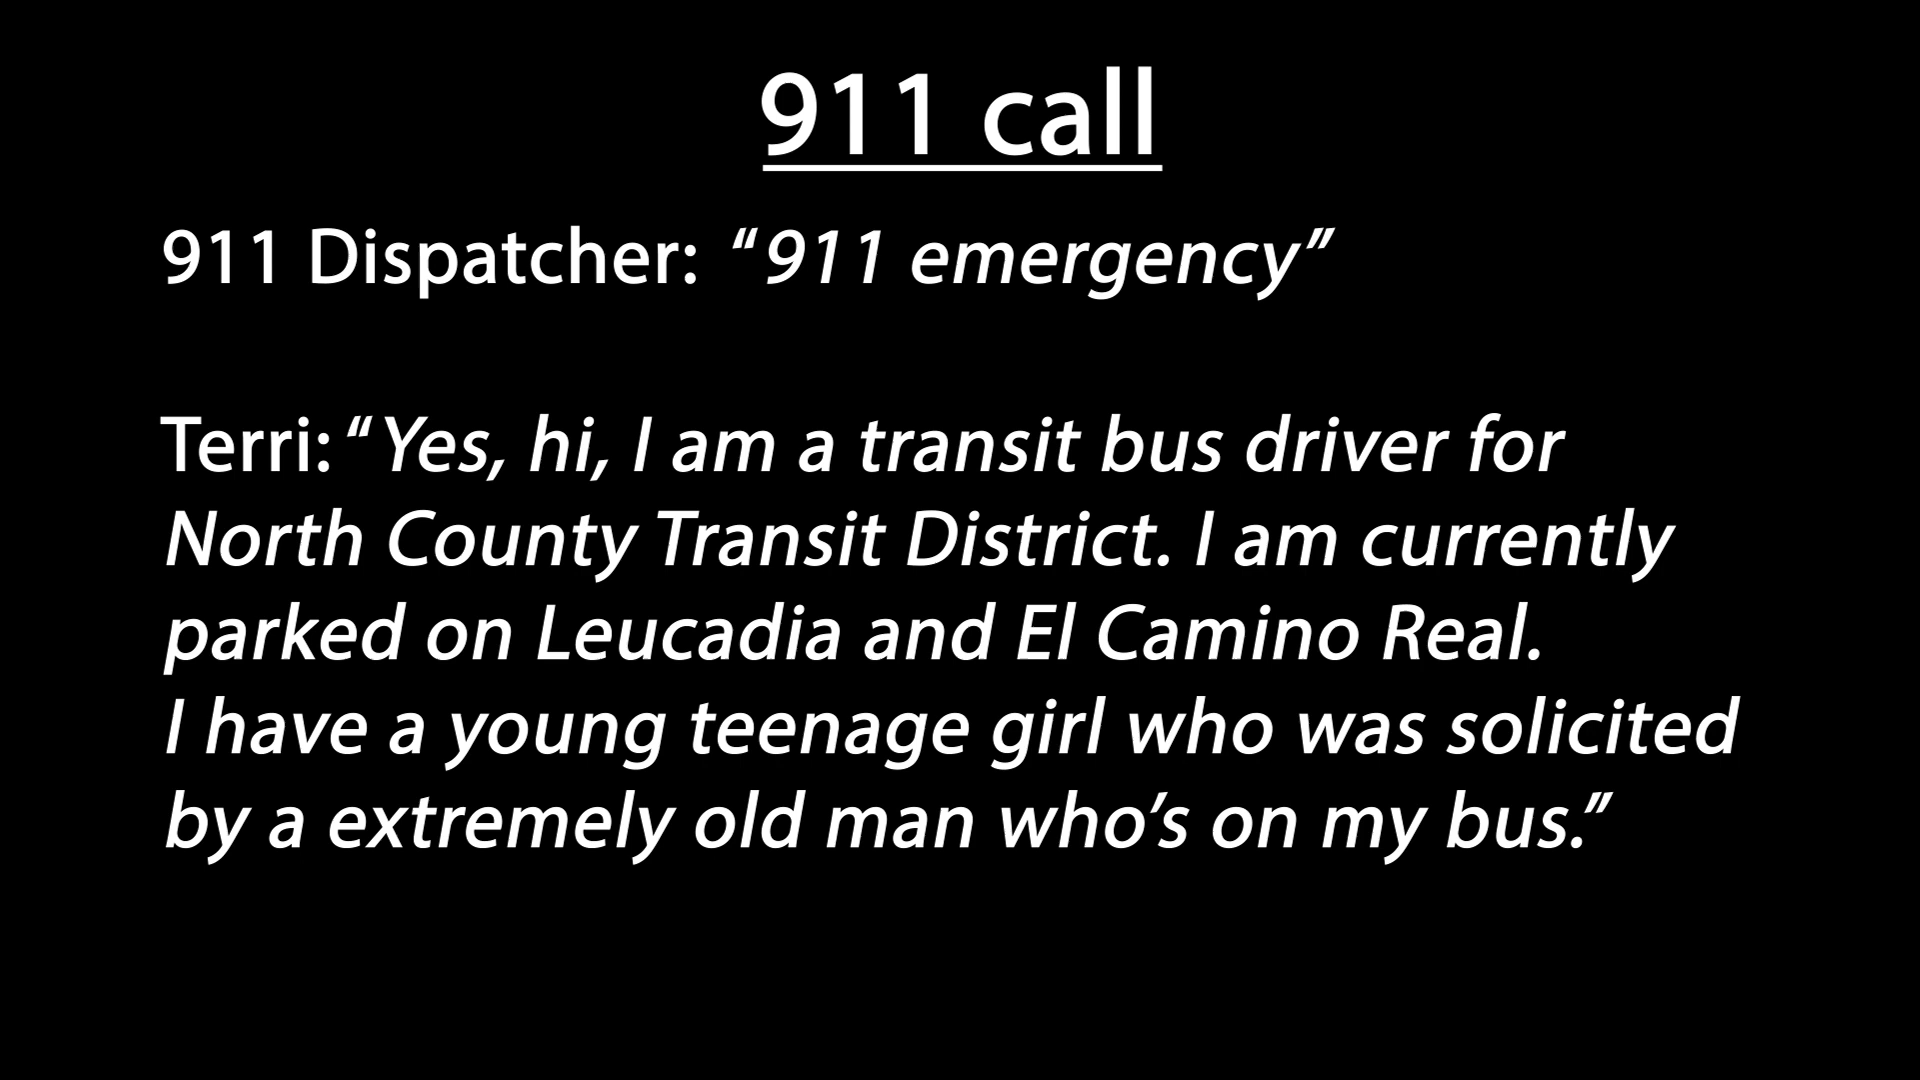 911 call
911 Dispatcher: “911 emergency”
Terri: “Yes, hi, I am a transit bus driver for
North County Transit District. I am currently
parked on Leucadia and El Camino Real.
I have a young teenage girl who was solicited
by a extremely old man who’s on my bus.”